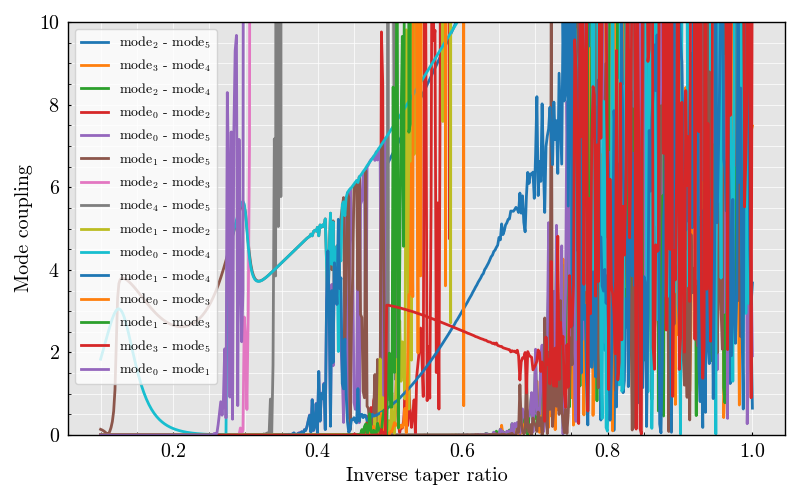 10
8
6
4
2
0
Mode coupling
mode₂ - mode₅
mode₃ - mode₄
mode₂ - mode₄
mode₀ - mode₂
mode₀ - mode₅
mode₁ - mode₅
mode₂ - mode₃
mode₄ - mode₅
mode₁ - mode₂
mode₀ - mode₄
mode₁ - mode₄
mode₀ - mode₃
mode₁ - mode₃
mode₃ - mode₅
mode₀ - mode₁
0.2 0.4 0.6 0.8 1.0
Inverse taper ratio